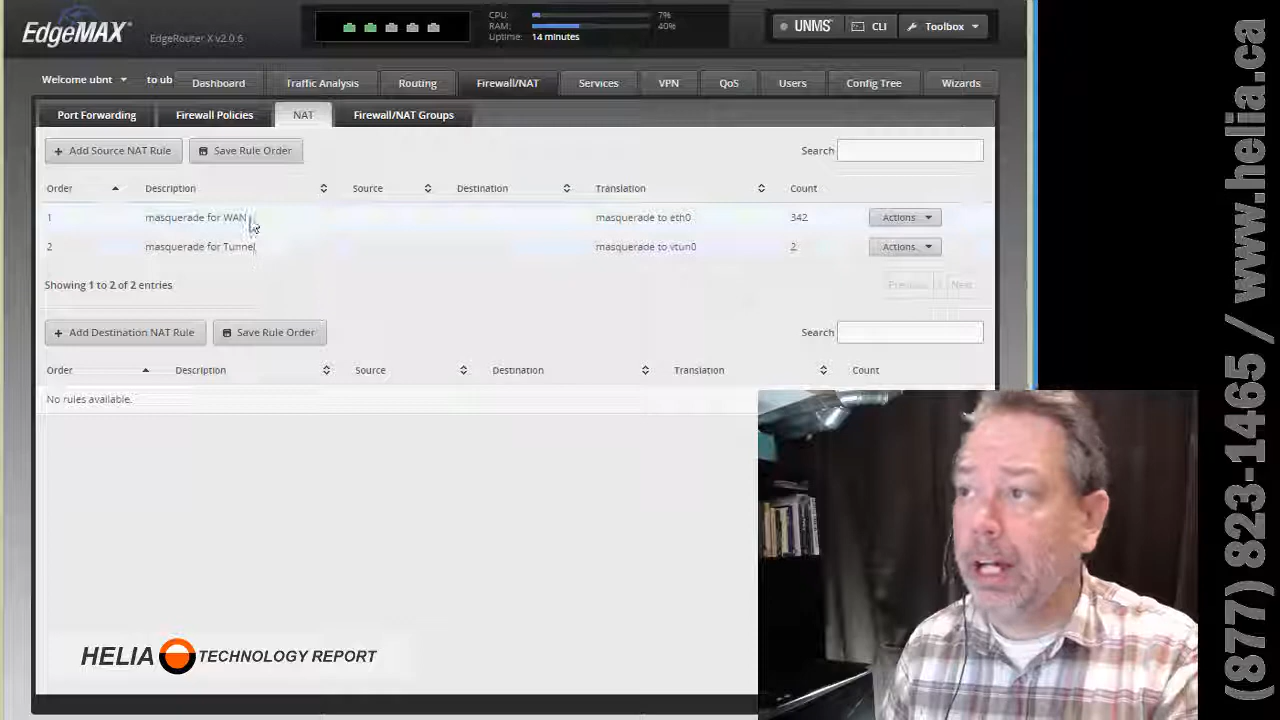 EdgeMAX
EdgeRouter X v2.0.6
CPU: 7%
RAM: 40%
Uptime: 14 minutes
UNMS CLI Toolbox
Welcome ubnt to ub
Dashboard Traffic Analysis Routing Firewall/NAT Services VPN QoS Users Config Tree Wizards
Port Forwarding Firewall Policies NAT Firewall/NAT Groups
+ Add Source NAT Rule Save Rule Order Search
Order Description Source Destination Translation Count
1 masquerade for WAN masquerade to eth0 342 Actions
2 masquerade for Tunnel masquerade to vtun0 2 Actions
Showing 1 to 2 of 2 entries Previous Next
+ Add Destination NAT Rule Save Rule Order Search
Order Description Source Destination Translation Count
No rules available.
HELIA TECHNOLOGY REPORT
(877) 823-1465 / www.helia.ca